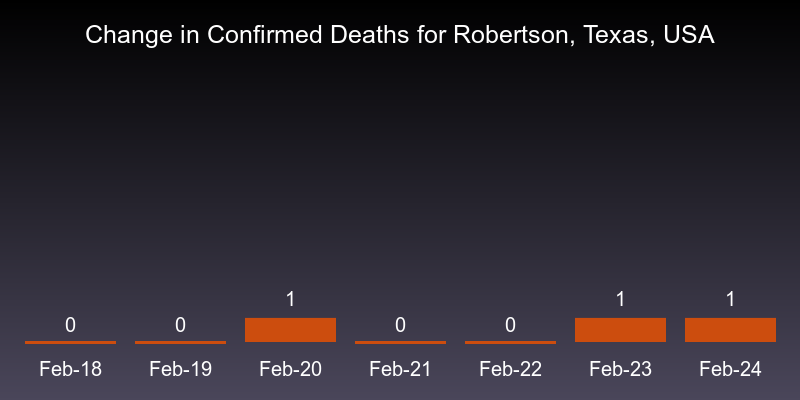 Change in Confirmed Deaths for Robertson, Texas, USA
0 0 1 0 0 1 1
Feb-18 Feb-19 Feb-20 Feb-21 Feb-22 Feb-23 Feb-24